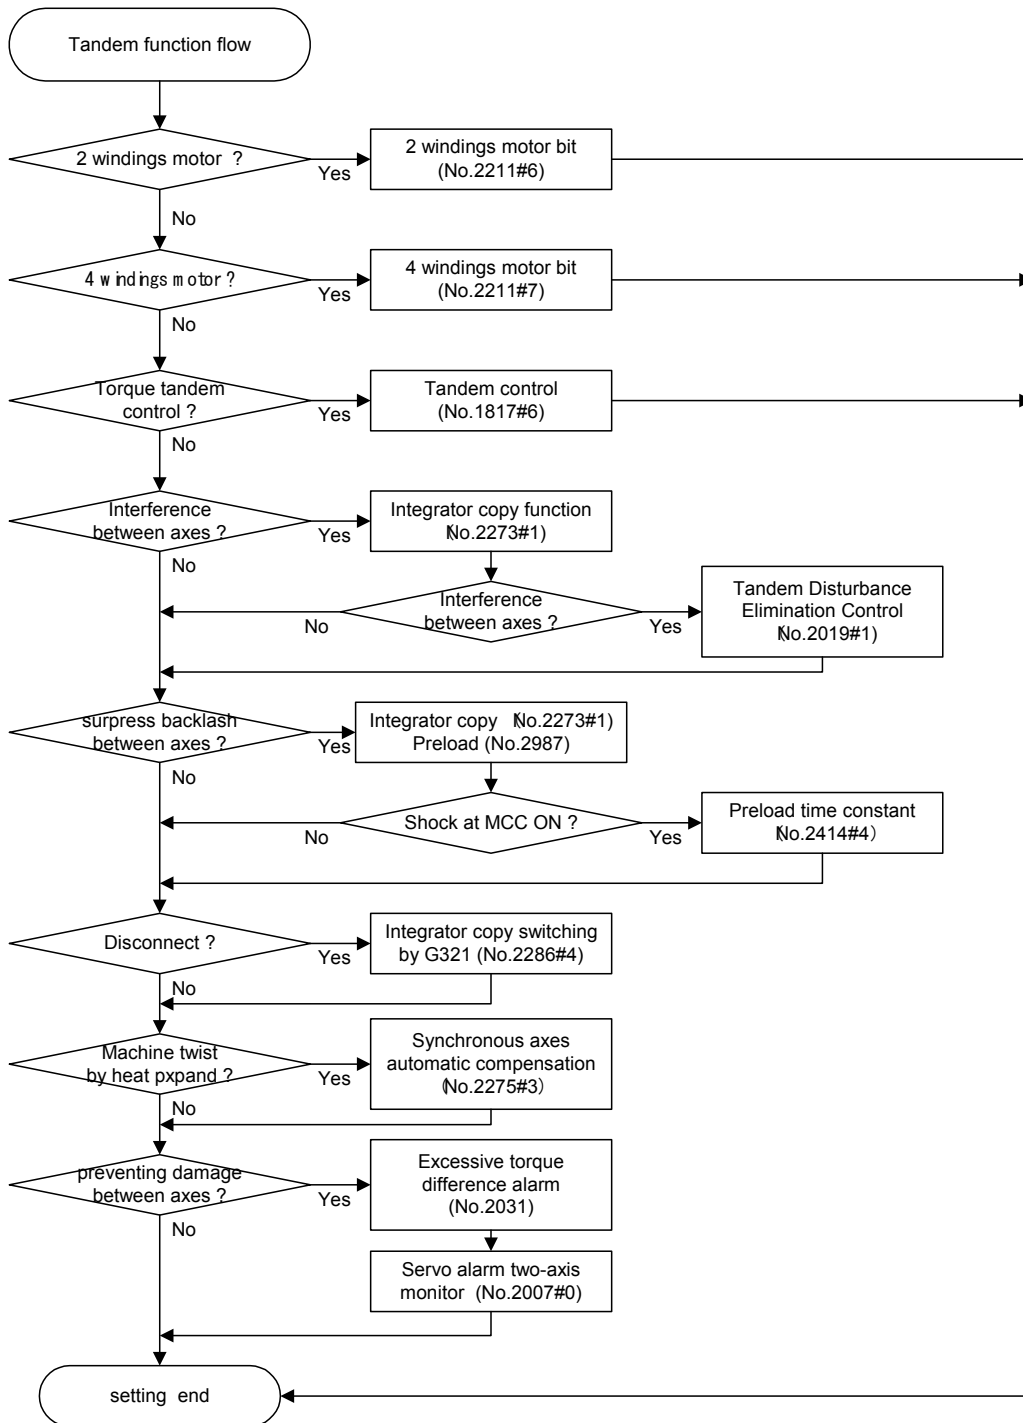 Tandem function flow
2 windings motor ?
Yes
2 windings motor bit
(No.2211#6)
No
4 windings motor ?
Yes
4 windings motor bit
(No.2211#7)
No
Torque tandem
control ?
Yes
Tandem control
(No.1817#6)
No
Interference
between axes ?
Yes
Integrator copy function
(No.2273#1)
No
Interference
between axes ?
No
Yes
Tandem Disturbance
Elimination Control
(No.2019#1)
surpress backlash
between axes ?
Yes
Integrator copy (No.2273#1)
Preload (No.2987)
No
Shock at MCC ON ?
No
Yes
Preload time constant
(No.2414#4)
Disconnect ?
Yes
Integrator copy switching
by G321 (No.2286#4)
No
Machine twist
by heat pxpand ?
Yes
Synchronous axes
automatic compensation
(No.2275#3)
No
preventing damage
between axes ?
Yes
Excessive torque
difference alarm
(No.2031)
No
Servo alarm two-axis
monitor (No.2007#0)
setting end